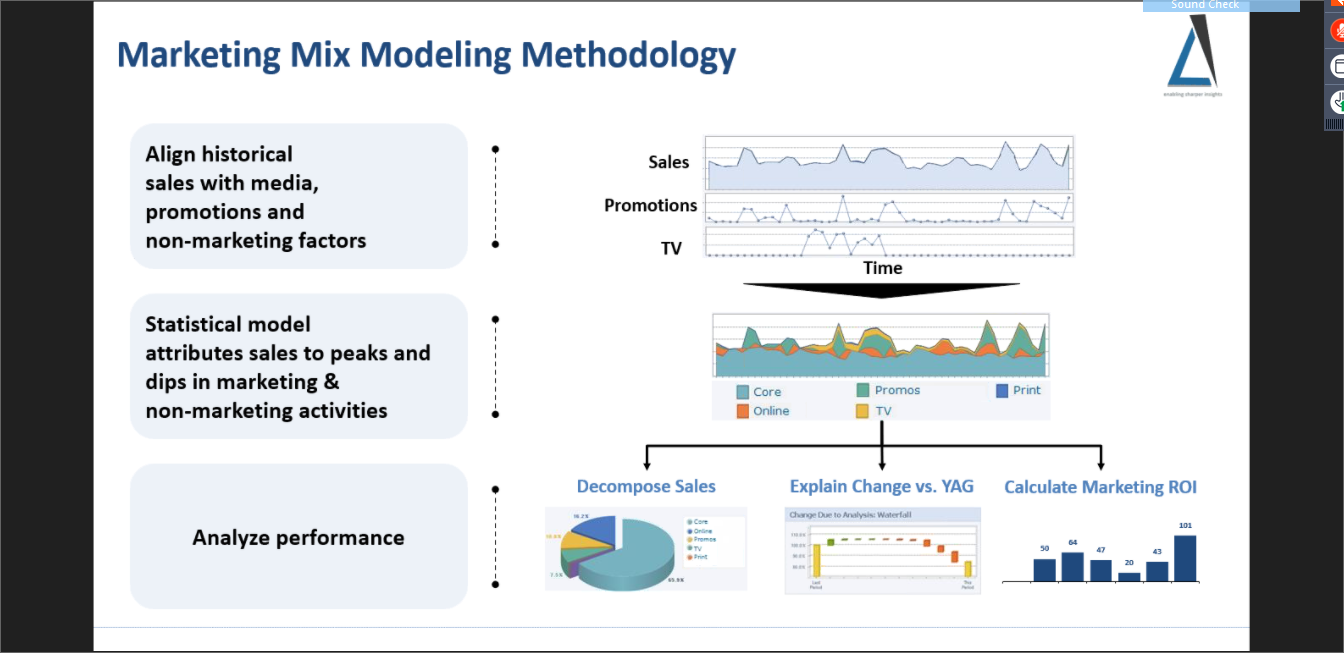 Sound Check
Marketing Mix Modeling Methodology
enabling sharper insights
Align historical
sales with media,
promotions and
non-marketing factors
Sales
Promotions
TV
Time
Statistical model
attributes sales to peaks and
dips in marketing &
non-marketing activities
Core
Promos
Print
Online
TV
Analyze performance
Decompose Sales
Explain Change vs. YAG
Calculate Marketing ROI
Core
Online
Promos
TV
Print
16.2%
7.5%
65.9%
Change Due to Analysis: Waterfall
Last
Period
This
Period
50
64
47
20
43
101